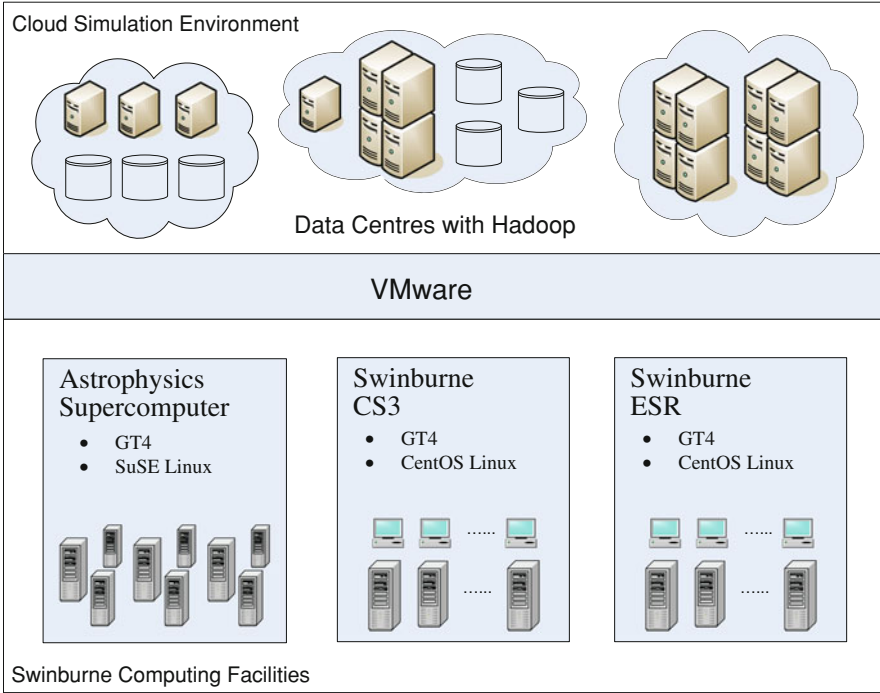 Cloud Simulation Environment
Data Centres with Hadoop
VMware
Astrophysics
Supercomputer
• GT4
• SuSE Linux
Swinburne
CS3
• GT4
• CentOS Linux
......
......
Swinburne
ESR
• GT4
• CentOS Linux
......
......
Swinburne Computing Facilities